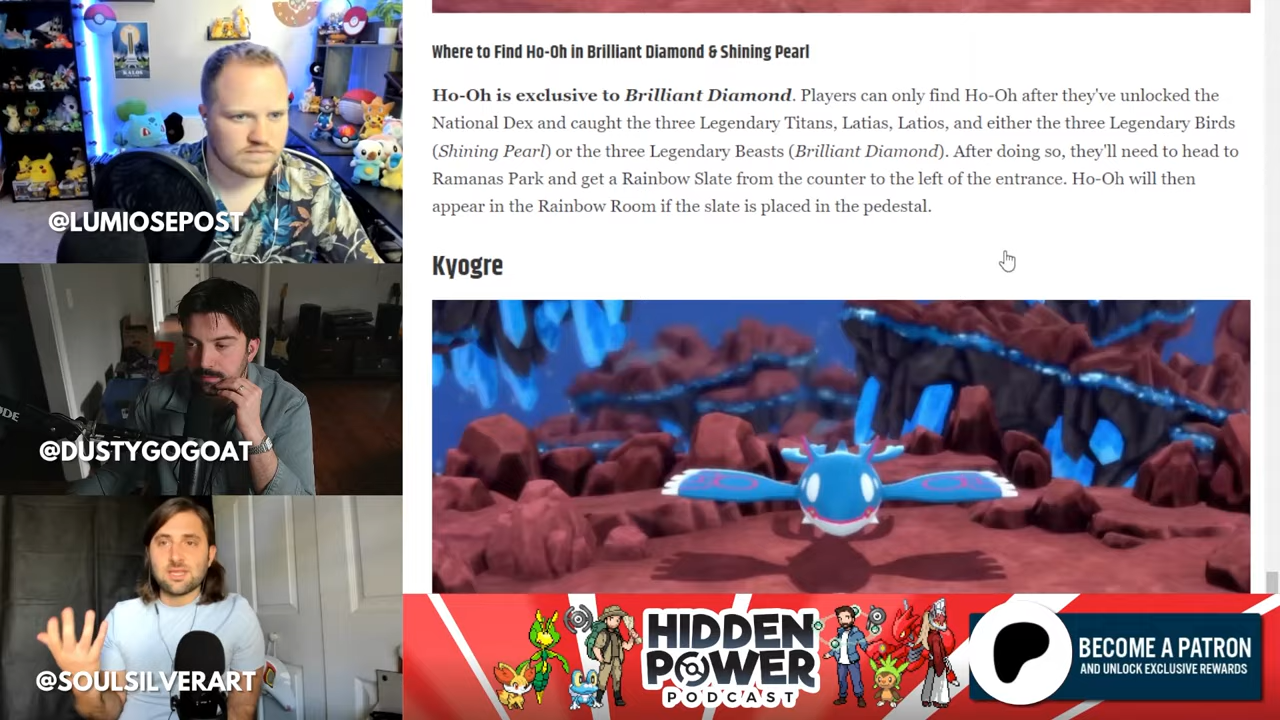 @LUMIOSEPOST
@DUSTYGOGOAT
@SOULSILVERART
Where to Find Ho-Oh in Brilliant Diamond & Shining Pearl
Ho-Oh is exclusive to Brilliant Diamond. Players can only find Ho-Oh after they've unlocked the
National Dex and caught the three Legendary Titans, Latias, Latios, and either the three Legendary Birds
(Shining Pearl) or the three Legendary Beasts (Brilliant Diamond). After doing so, they'll need to head to
Ramanas Park and get a Rainbow Slate from the counter to the left of the entrance. Ho-Oh will then
appear in the Rainbow Room if the slate is placed in the pedestal.
Kyogre
HIDDEN
POWER
PODCAST
BECOME A PATRON
AND UNLOCK EXCLUSIVE REWARDS